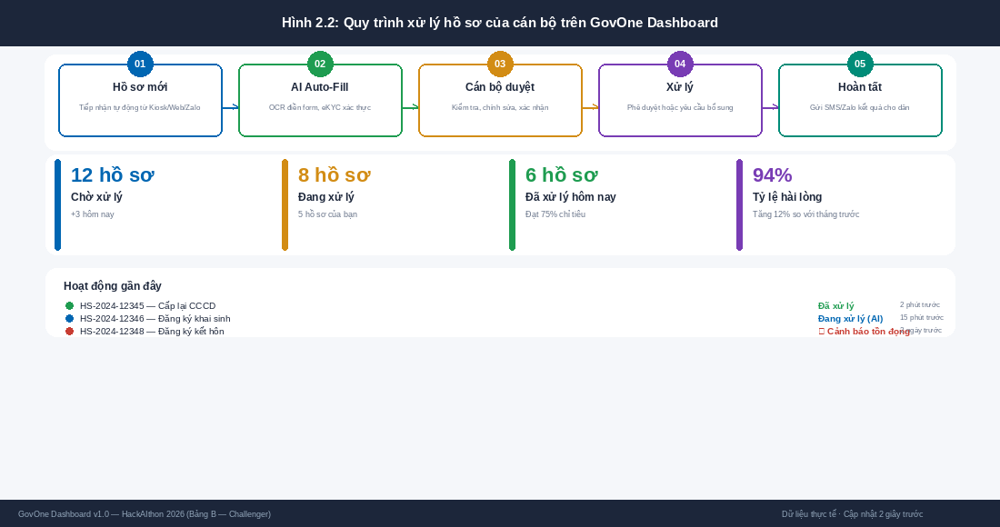 Hình 2.2: Quy trình xử lý hồ sơ của cán bộ trên GovOne Dashboard
01 02 03 04 05
Hồ sơ mới AI Auto-Fill Cán bộ duyệt Xử lý Hoàn tất
Tiếp nhận tự động từ Kiosk/Web/Zalo OCR điền form, eKYC xác thực Kiểm tra, chỉnh sửa, xác nhận Phê duyệt hoặc yêu cầu bổ sung Gửi SMS/Zalo kết quả cho dân
12 hồ sơ 8 hồ sơ 6 hồ sơ 94%
Chờ xử lý Đang xử lý Đã xử lý hôm nay Tỷ lệ hài lòng
+3 hôm nay 5 hồ sơ của bạn Đạt 75% chỉ tiêu Tăng 12% so với tháng trước
Hoạt động gần đây
HS-2024-12345 — Cấp lại CCCD Đã xử lý 2 phút trước
HS-2024-12346 — Đăng ký khai sinh Đang xử lý (AI) 15 phút trước
HS-2024-12348 — Đăng ký kết hôn Cảnh báo tồn đọng ngày trước
GovOne Dashboard v1.0 — HackAIthon 2026 (Bảng B — Challenger) Dữ liệu thực tế · Cập nhật 2 giây trước